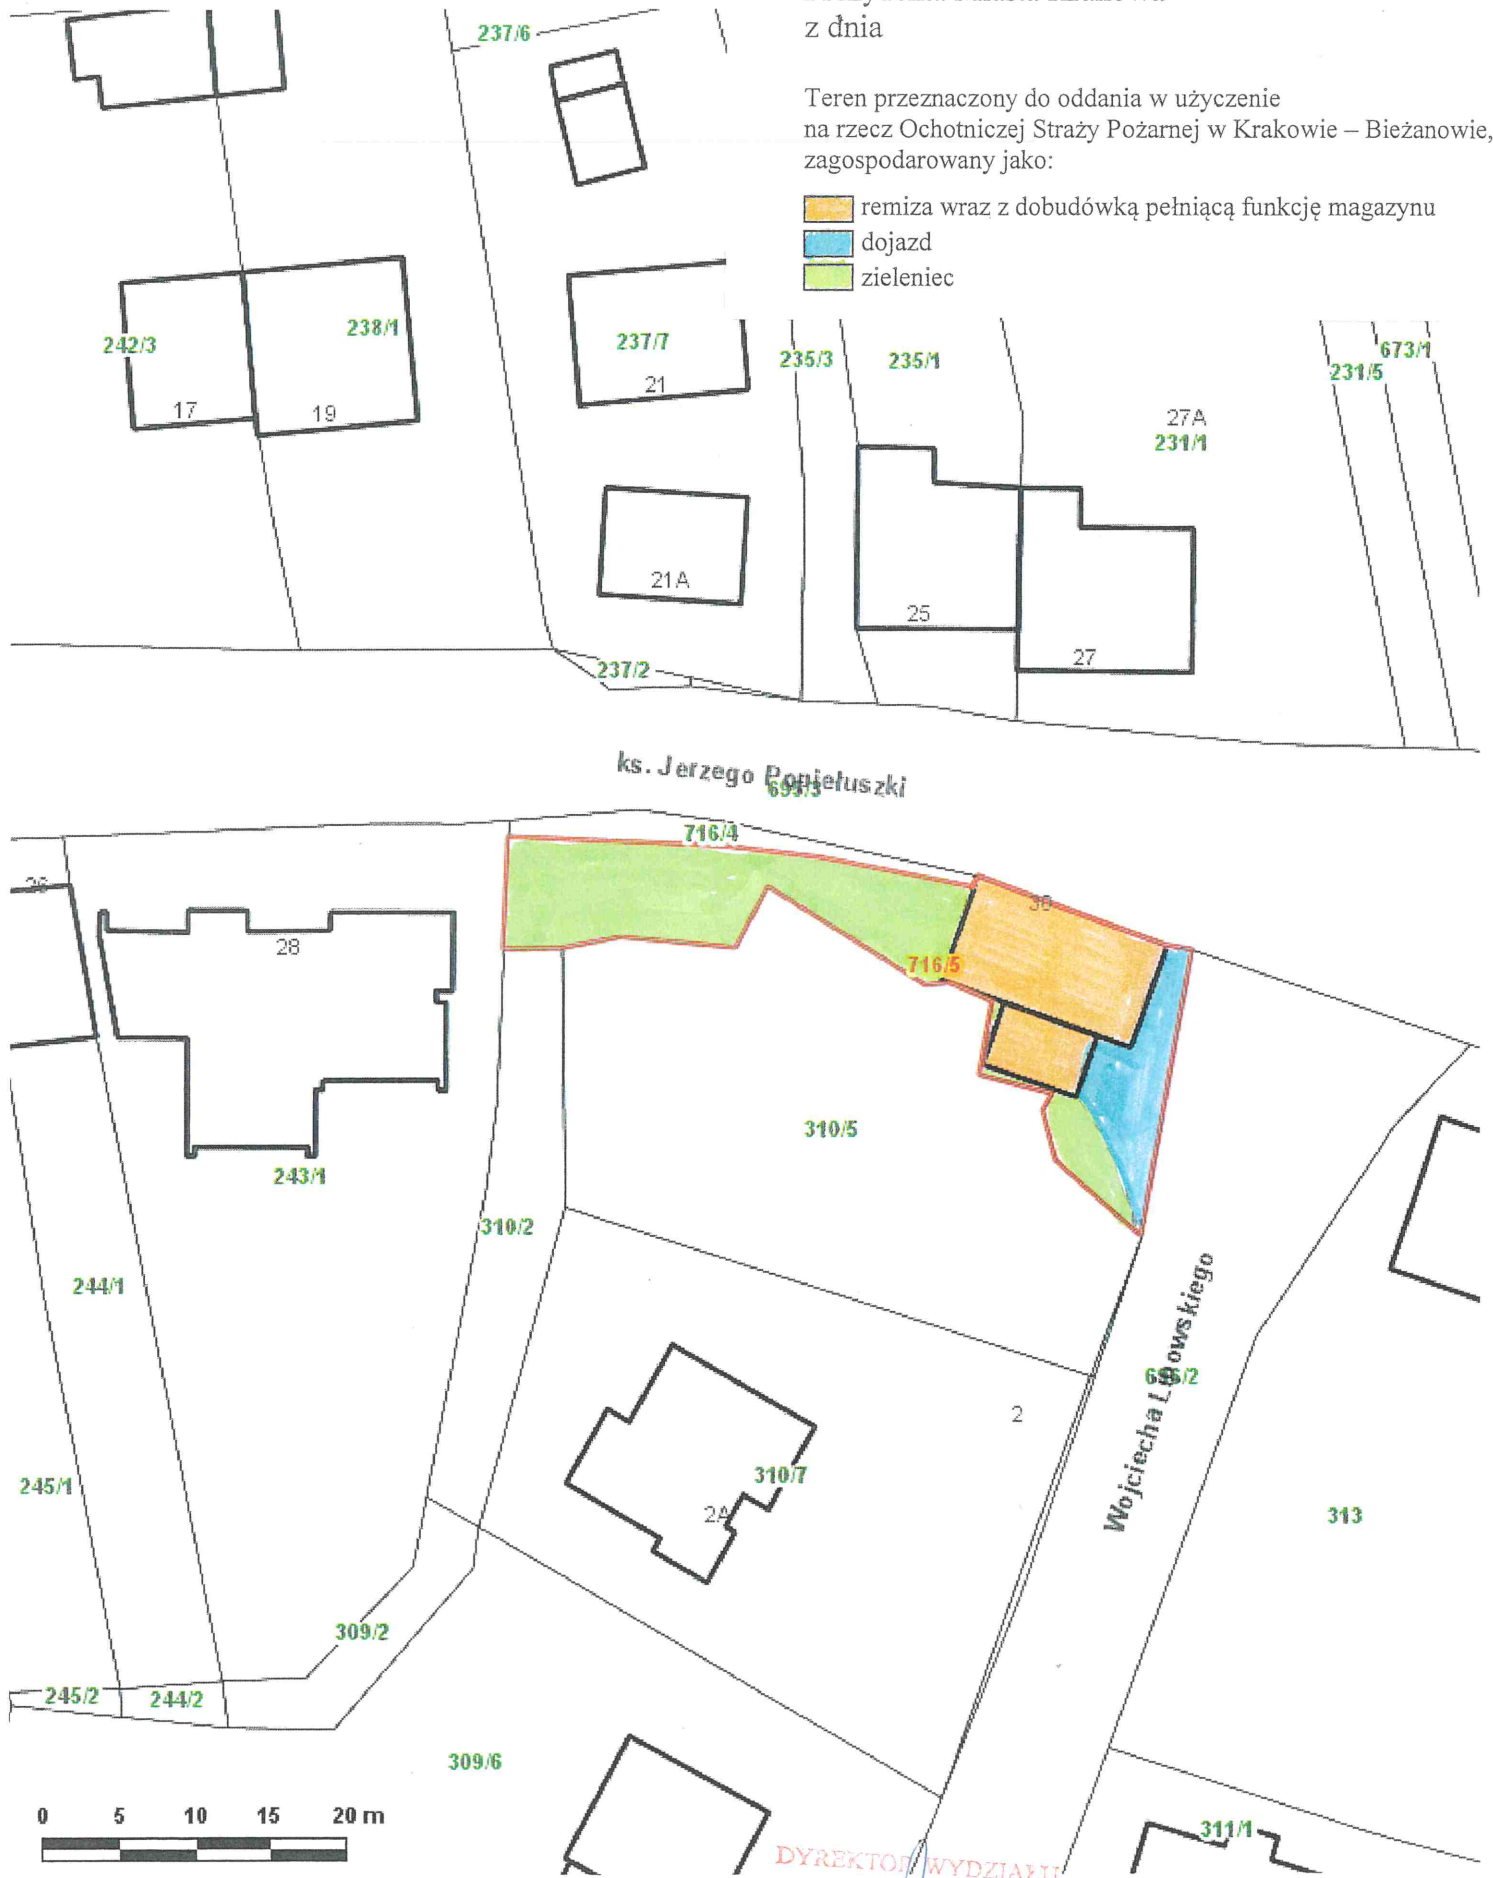 z dnia
Teren przeznaczony do oddania w użyczenie
na rzecz Ochotniczej Straży Pożarnej w Krakowie – Bieżanowie,
zagospodarowany jako:
remiza wraz z dobudówką pełniącą funkcję magazynu
dojazd
zieleniec
237/6
242/3
238/1
237/7
235/3
235/1
673/1
231/5
17
19
21
27A
231/1
21A
25
27
237/2
ks. Jerzego Popiełuszki
716/4
30
28
716/5
310/5
243/1
310/2
244/1
Wojciecha
2
245/1
310/7
2A
313
309/2
245/2
244/2
309/6
0 5 10 15 20 m
311/1
DYREKTOR WYDZIAŁU